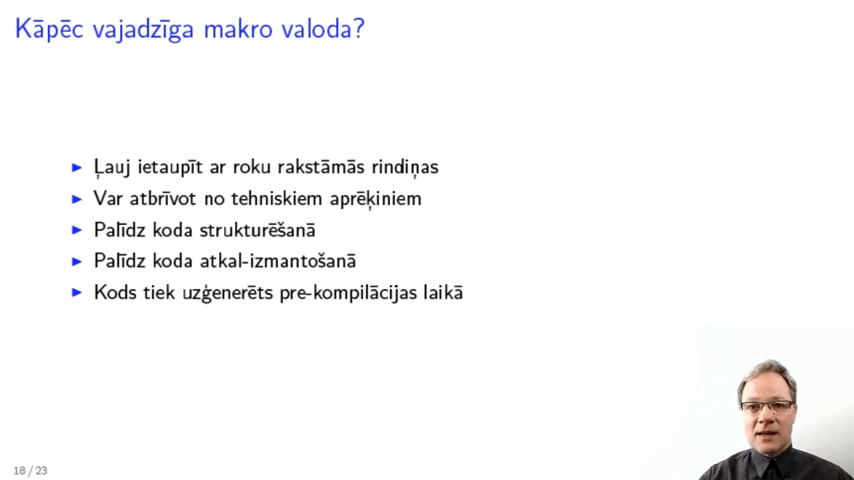 Kāpēc vajadzīga makro valoda?
Ļauj ietaupīt ar roku rakstāmās rindiņas
Var atbrīvot no tehniskiem aprēķiniem
Palīdz koda strukturēšanā
Palīdz koda atkal-izmantošanā
Kods tiek uzģenerēts pre-kompilācijas laikā
18 / 23